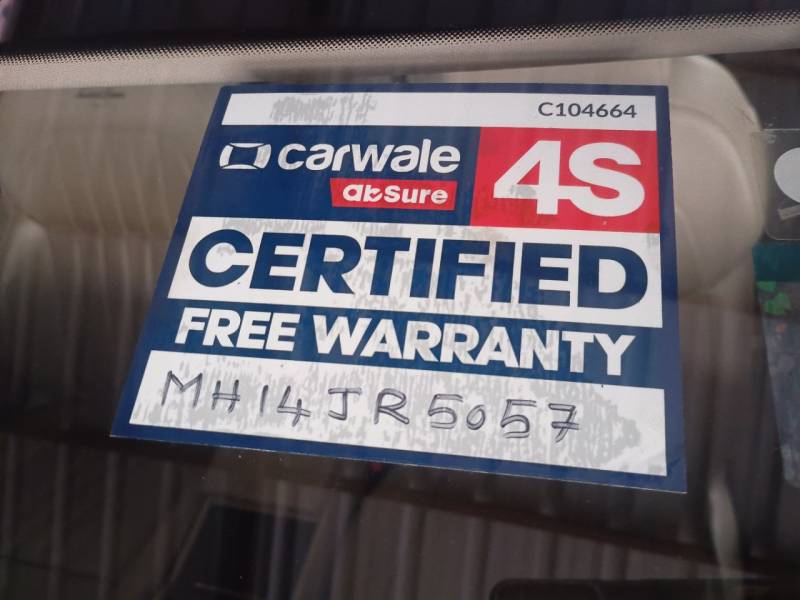 C104664
carwale 4S
absure
CERTIFIED
FREE WARRANTY
MH14JR5057